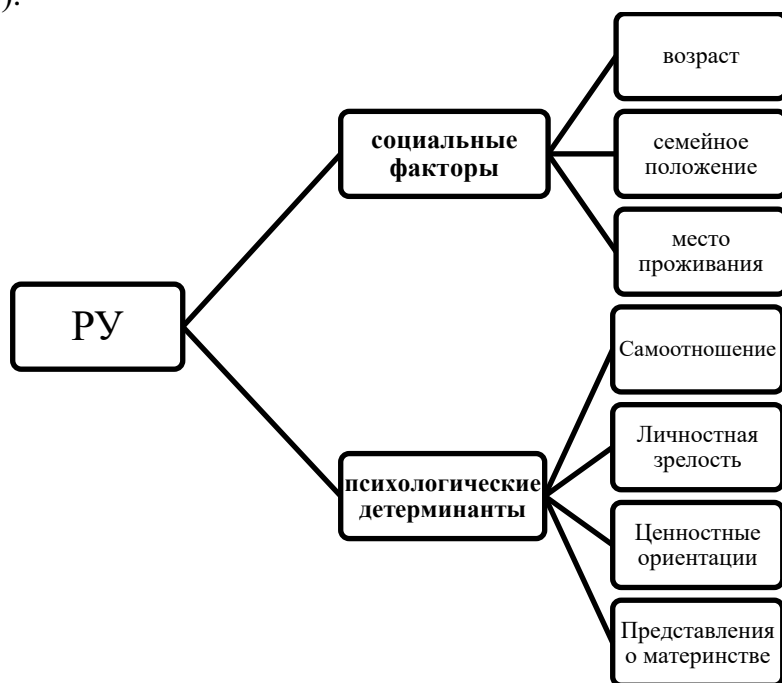 ).
возраст
социальные
факторы
семейное
положение
место
проживания
РУ
Самоотношение
Личностная
зрелость
психологические
детерминанты
Ценностные
ориентации
Представления
о материнстве